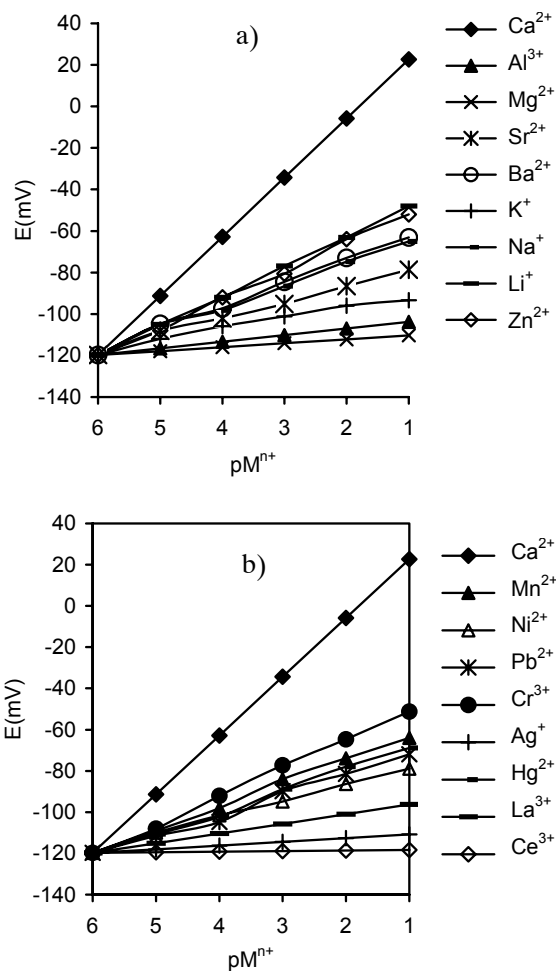 a)
40
20
0
-20
-40
-60
-80
-100
-120
-140
E(mV)
6 5 4 3 2 1
pMⁿ⁺
Ca²⁺
Al³⁺
Mg²⁺
Sr²⁺
Ba²⁺
K⁺
Na⁺
Li⁺
Zn²⁺
b)
40
20
0
-20
-40
-60
-80
-100
-120
-140
E(mV)
6 5 4 3 2 1
pMⁿ⁺
Ca²⁺
Mn²⁺
Ni²⁺
Pb²⁺
Cr³⁺
Ag⁺
Hg²⁺
La³⁺
Ce³⁺